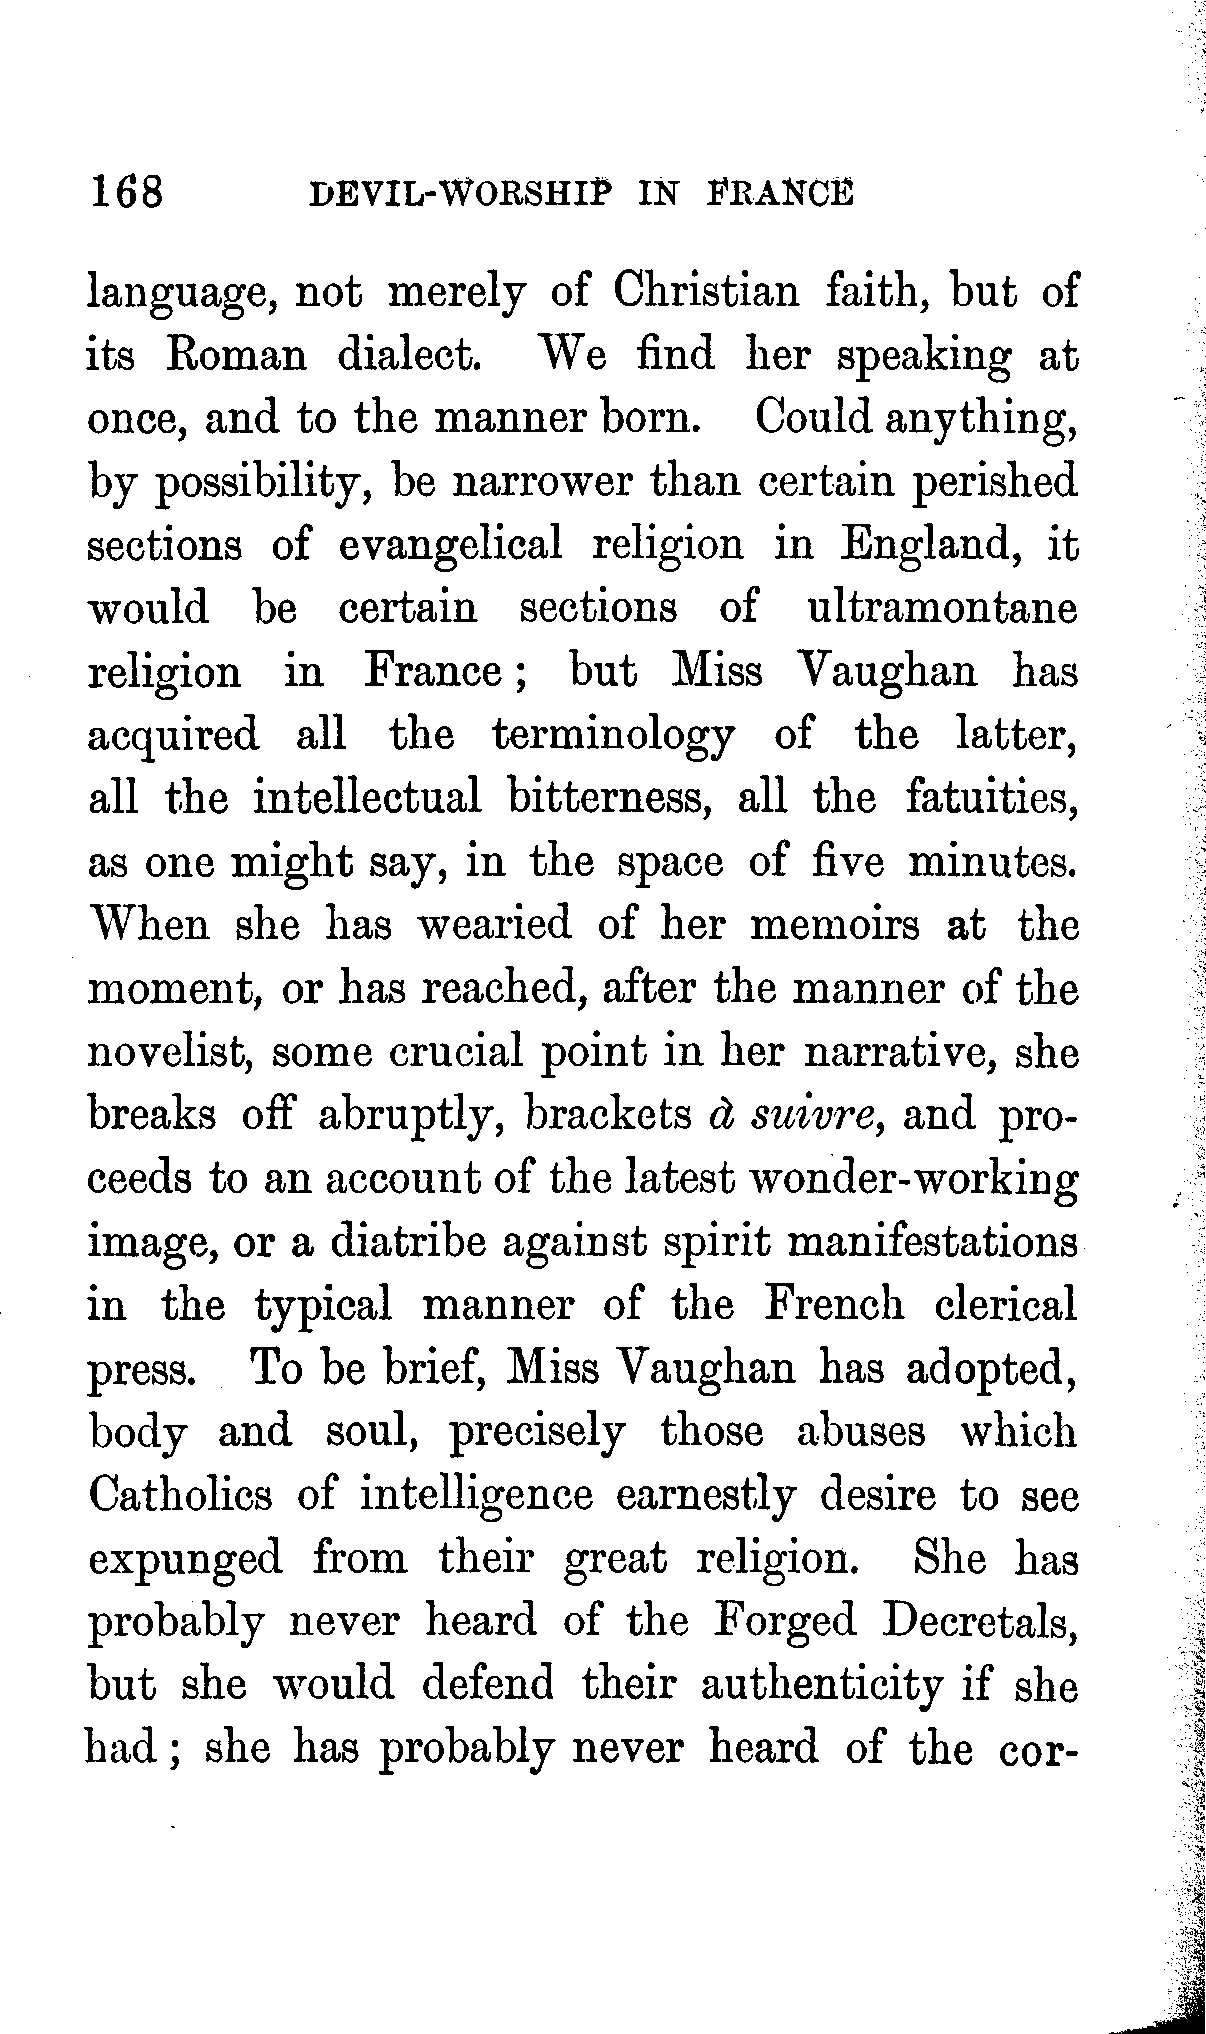 168 DEVIL-WORSHIP IN FRANCE
language, not merely of Christian faith, but of
its Roman dialect. We find her speaking at
once, and to the manner born. Could anything,
by possibility, be narrower than certain perished
sections of evangelical religion in England, it
would be certain sections of ultramontane
religion in France ; but Miss Vaughan has
acquired all the terminology of the latter,
all the intellectual bitterness, all the fatuities,
as one might say, in the space of five minutes.
When she has wearied of her memoirs at the
moment, or has reached, after the manner of the
novelist, some crucial point in her narrative, she
breaks off abruptly, brackets à suivre, and pro-
ceeds to an account of the latest wonder-working
image, or a diatribe against spirit manifestations
in the typical manner of the French clerical
press. To be brief, Miss Vaughan has adopted,
body and soul, precisely those abuses which
Catholics of intelligence earnestly desire to see
expunged from their great religion. She has
probably never heard of the Forged Decretals,
but she would defend their authenticity if she
had ; she has probably never heard of the cor-